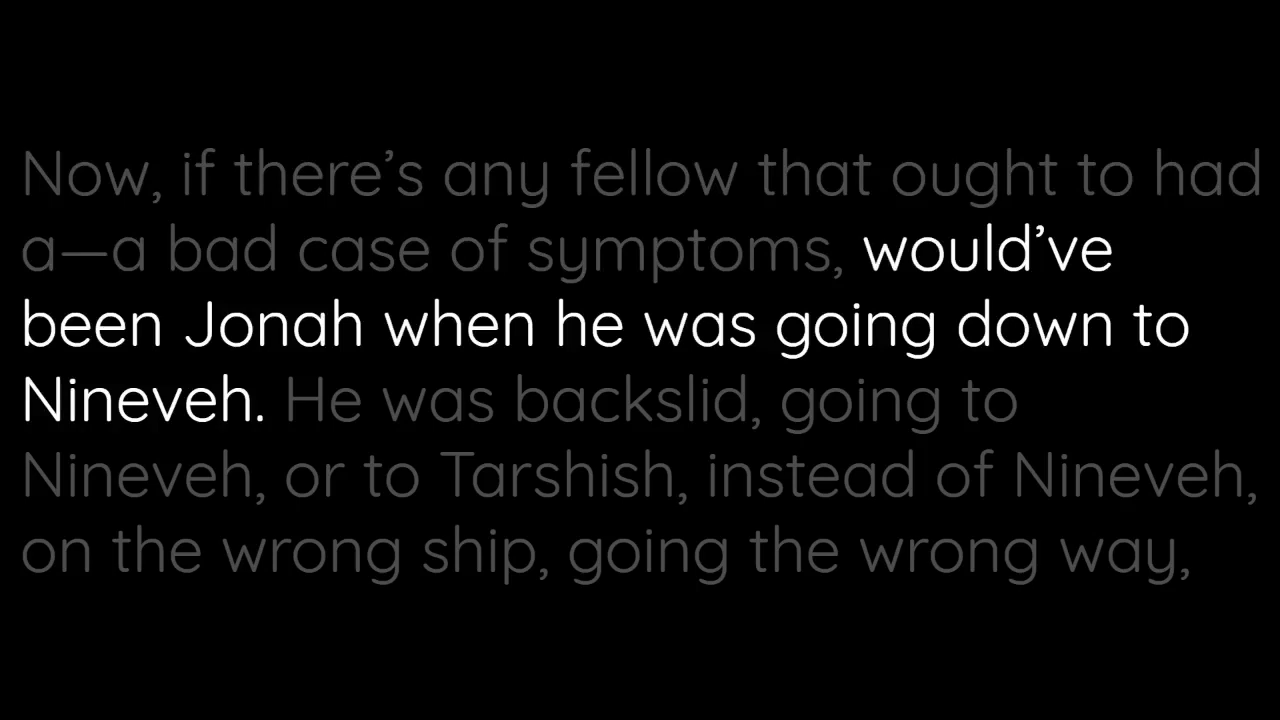 Now, if there’s any fellow that ought to had
a—a bad case of symptoms, would’ve
been Jonah when he was going down to
Nineveh. He was backslid, going to
Nineveh, or to Tarshish, instead of Nineveh,
on the wrong ship, going the wrong way,